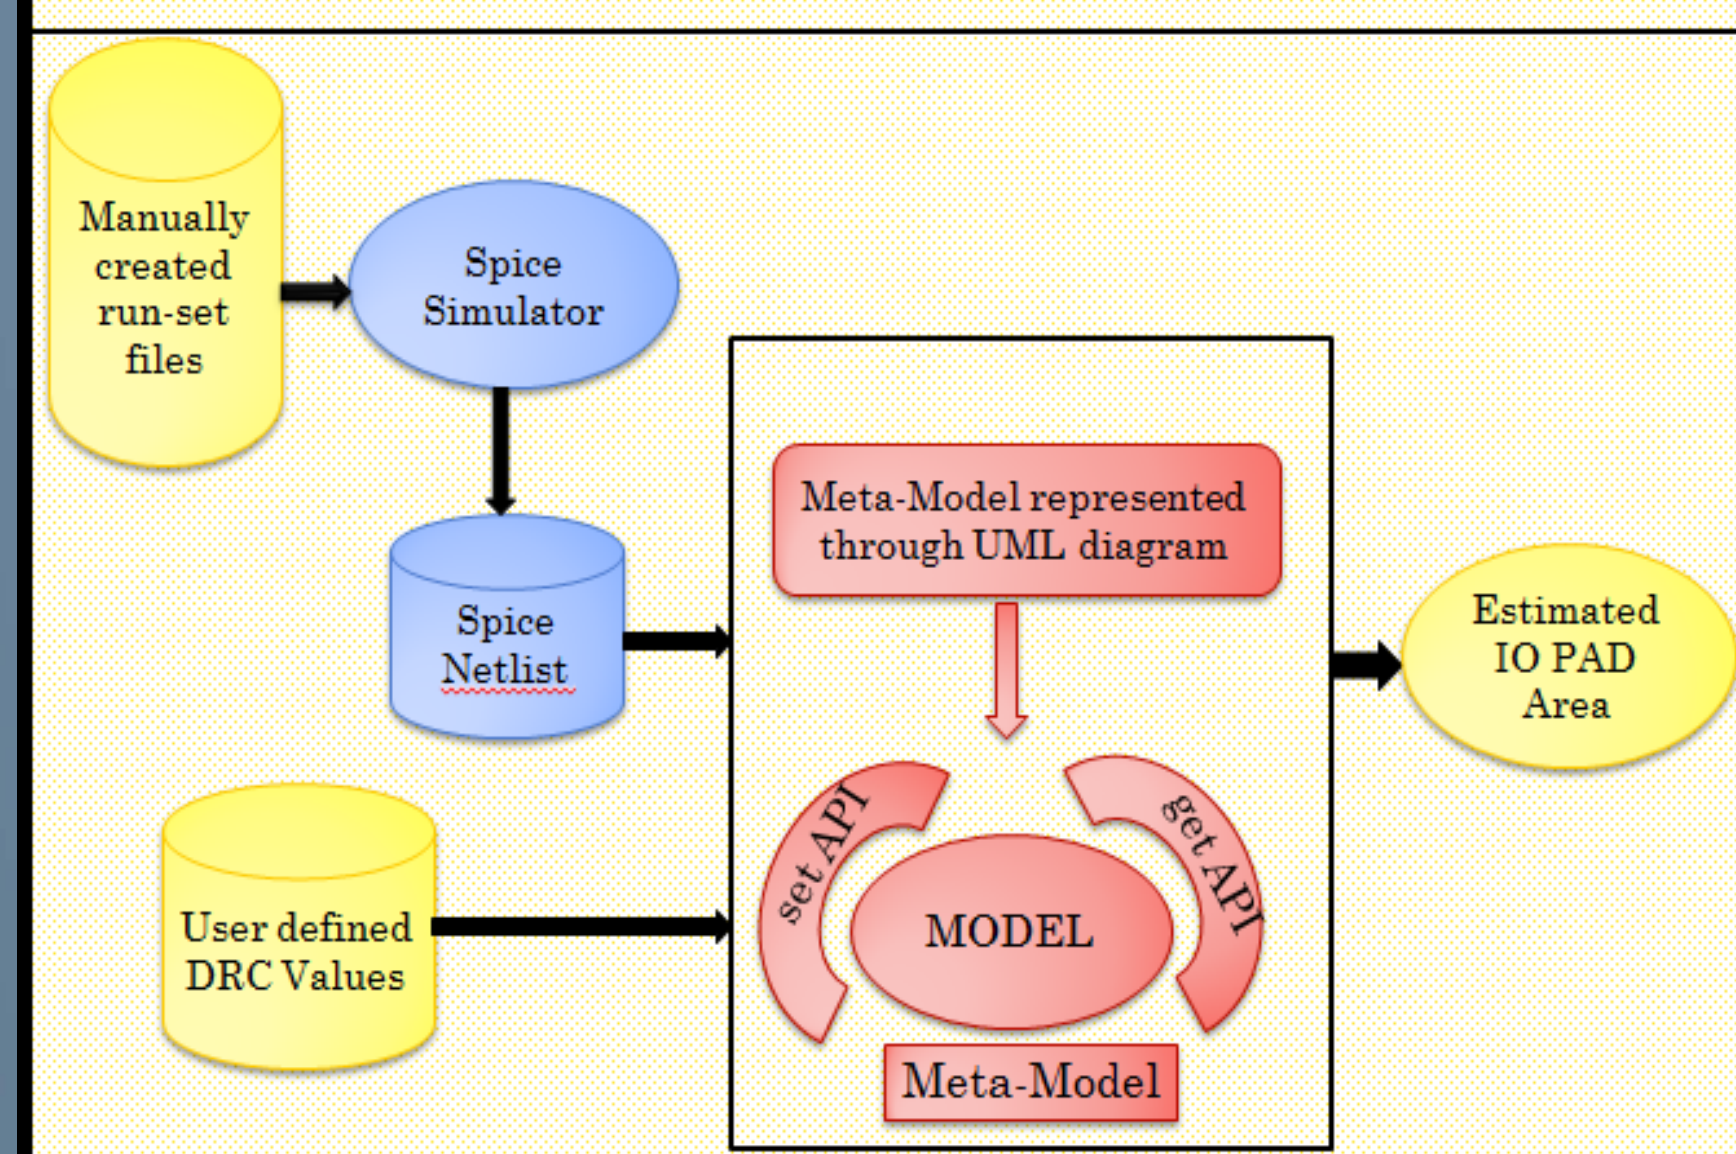 Manually
created
run-set
files
Spice
Simulator
Spice
Netlist
User defined
DRC Values
Meta-Model represented
through UML diagram
set API
get API
MODEL
Meta-Model
Estimated
IO PAD
Area